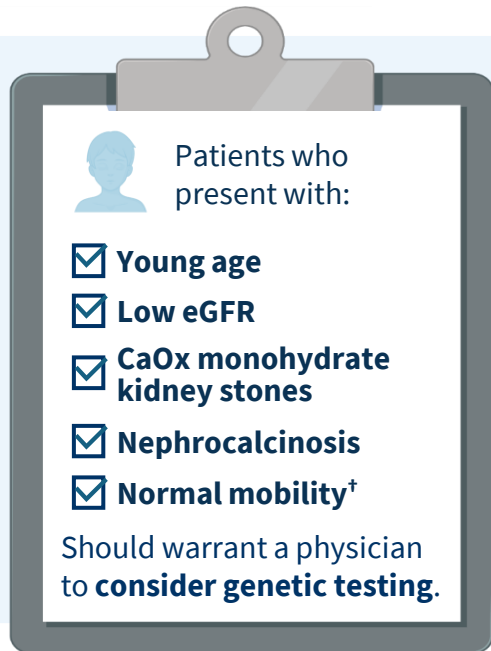 Patients who
present with:
Young age
Low eGFR
CaOx monohydrate
kidney stones
Nephrocalcinosis
Normal mobility†
Should warrant a physician
to consider genetic testing.